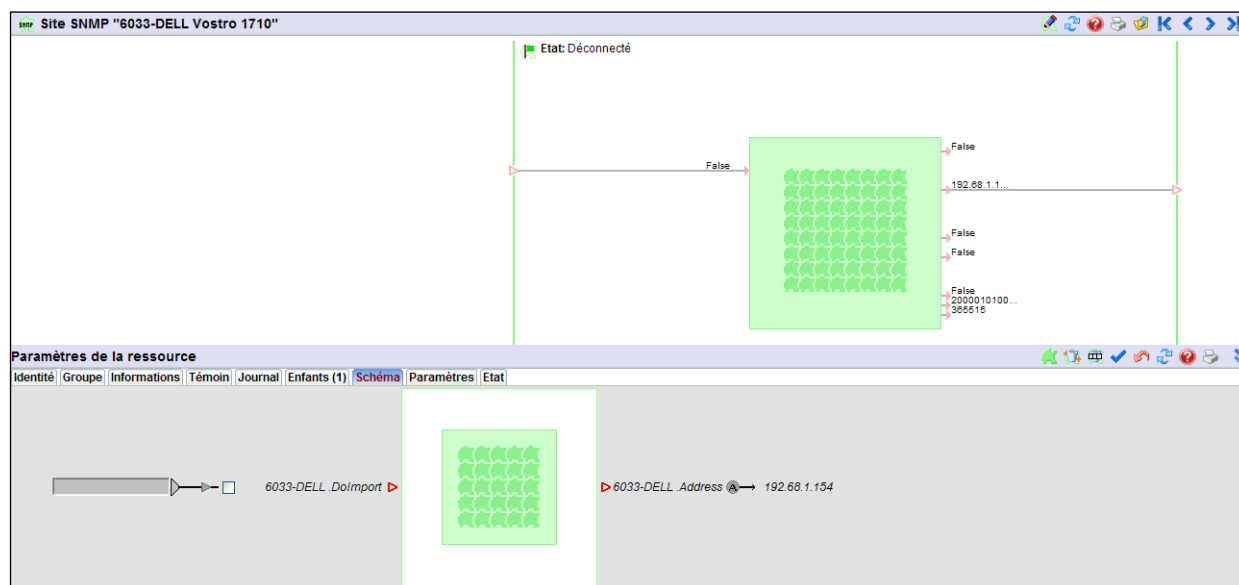 snmp Site SNMP "6033-DELL Vostro 1710"
Etat: Déconnecté
False
False
192.68.1.1...
False
False
False
2000010100...
365515
Paramètres de la ressource
Identité Groupe Informations Témoin Journal Enfants (1) Schéma Paramètres Etat
6033-DELL .DoImport
6033-DELL .Address A 192.68.1.154